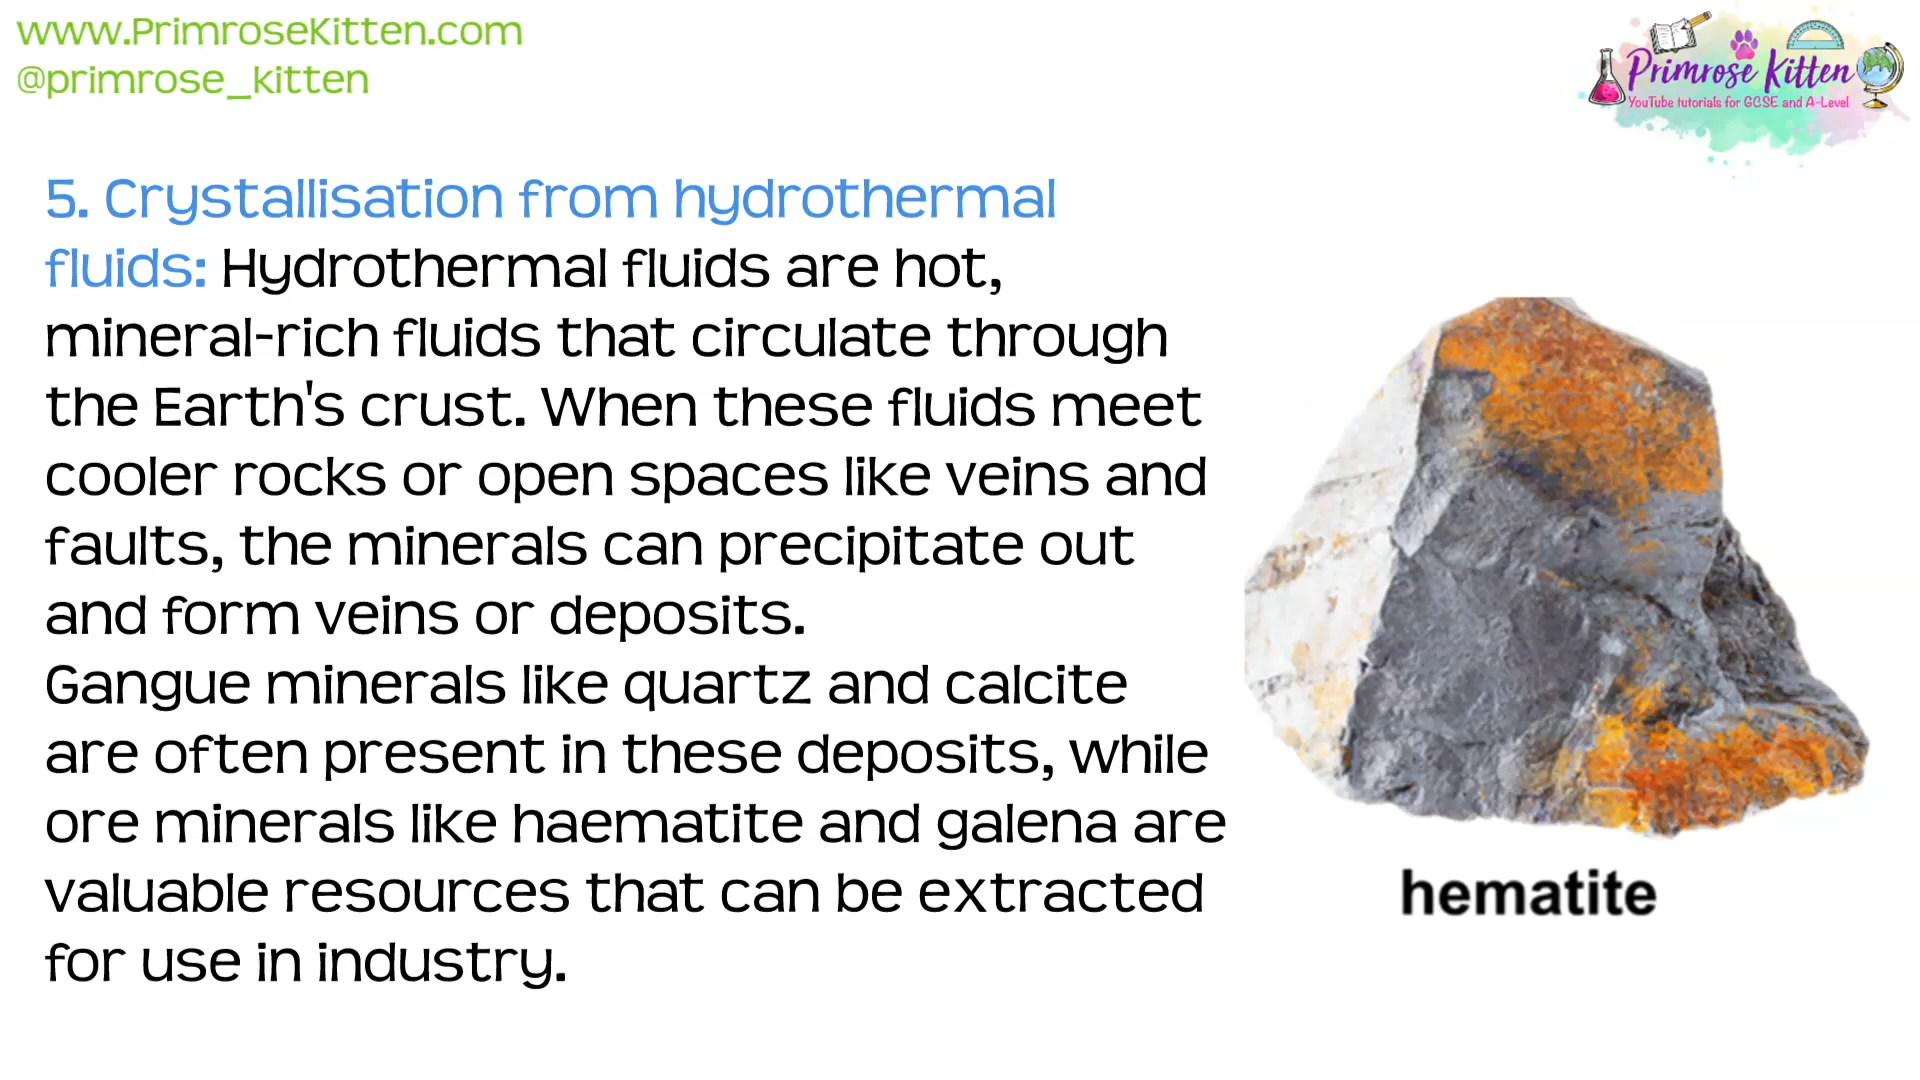 www.PrimroseKitten.com
@primrose_kitten
Primrose Kitten
YouTube tutorials for GCSE and A-Level
5. Crystallisation from hydrothermal
fluids: Hydrothermal fluids are hot,
mineral-rich fluids that circulate through
the Earth's crust. When these fluids meet
cooler rocks or open spaces like veins and
faults, the minerals can precipitate out
and form veins or deposits.
Gangue minerals like quartz and calcite
are often present in these deposits, while
ore minerals like haematite and galena are
valuable resources that can be extracted
for use in industry.
hematite